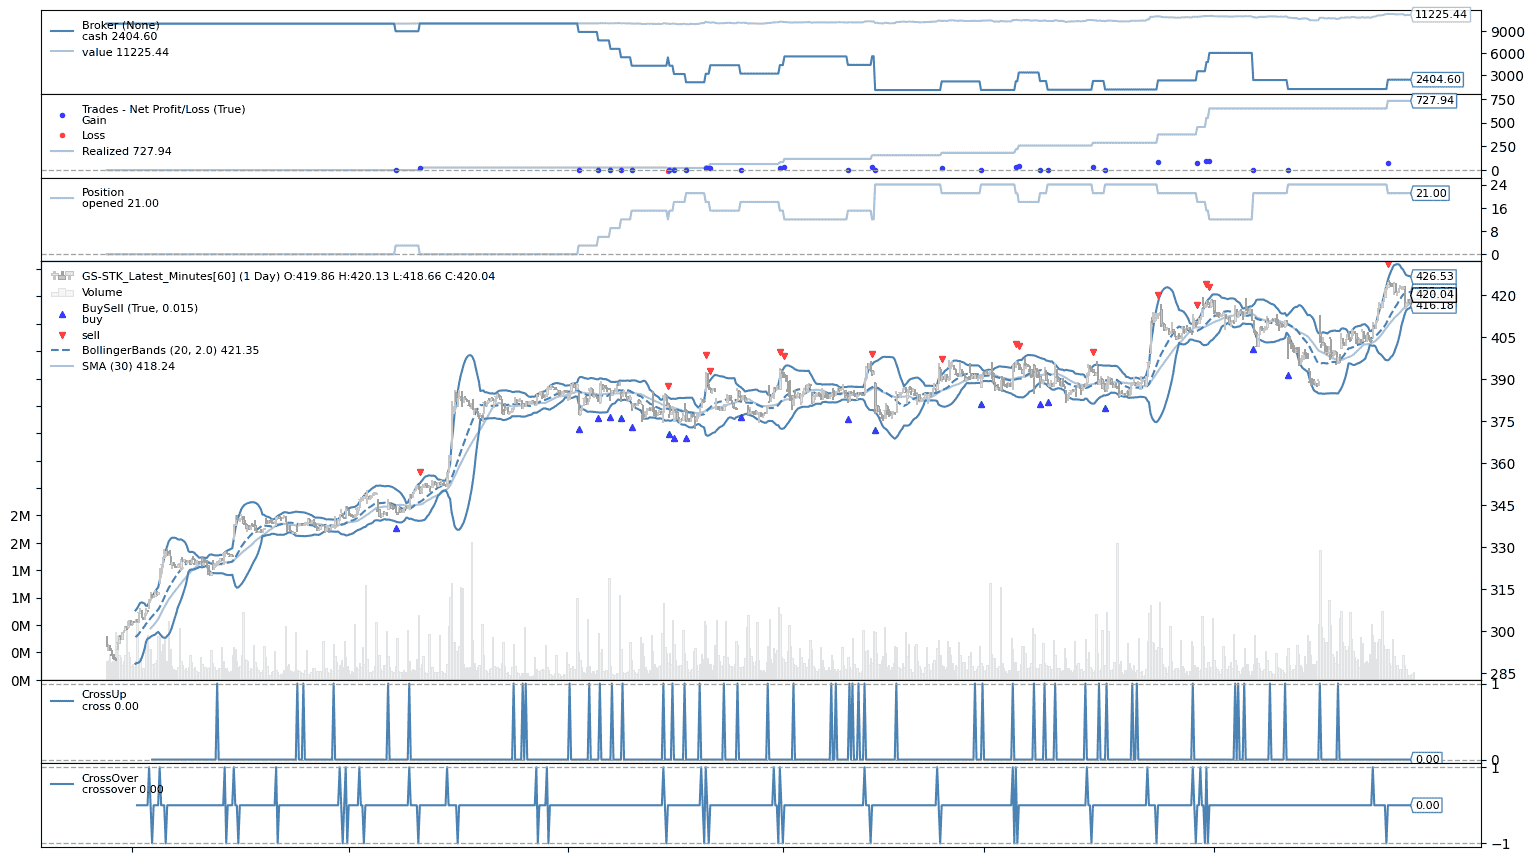 Broker (None)
cash 2404.60
value 11225.44
11225.44
9000
6000
3000
2404.60
Trades - Net Profit/Loss (True)
Gain
Loss
Realized 727.94
750
727.94
500
250
0
Position
opened 21.00
24
21.00
16
8
0
GS-STK_Latest_Minutes[60] (1 Day) O:419.86 H:420.13 L:418.66 C:420.04
Volume
BuySell (True, 0.015)
buy
sell
BollingerBands (20, 2.0) 421.35
SMA (30) 418.24
426.53
420.04
416.18
420
405
390
375
360
345
330
315
300
285
2M
2M
1M
1M
0M
0M
0M
CrossUp
cross 0.00
1
0.00
0
CrossOver
crossover 0.00
1
0.00
−1